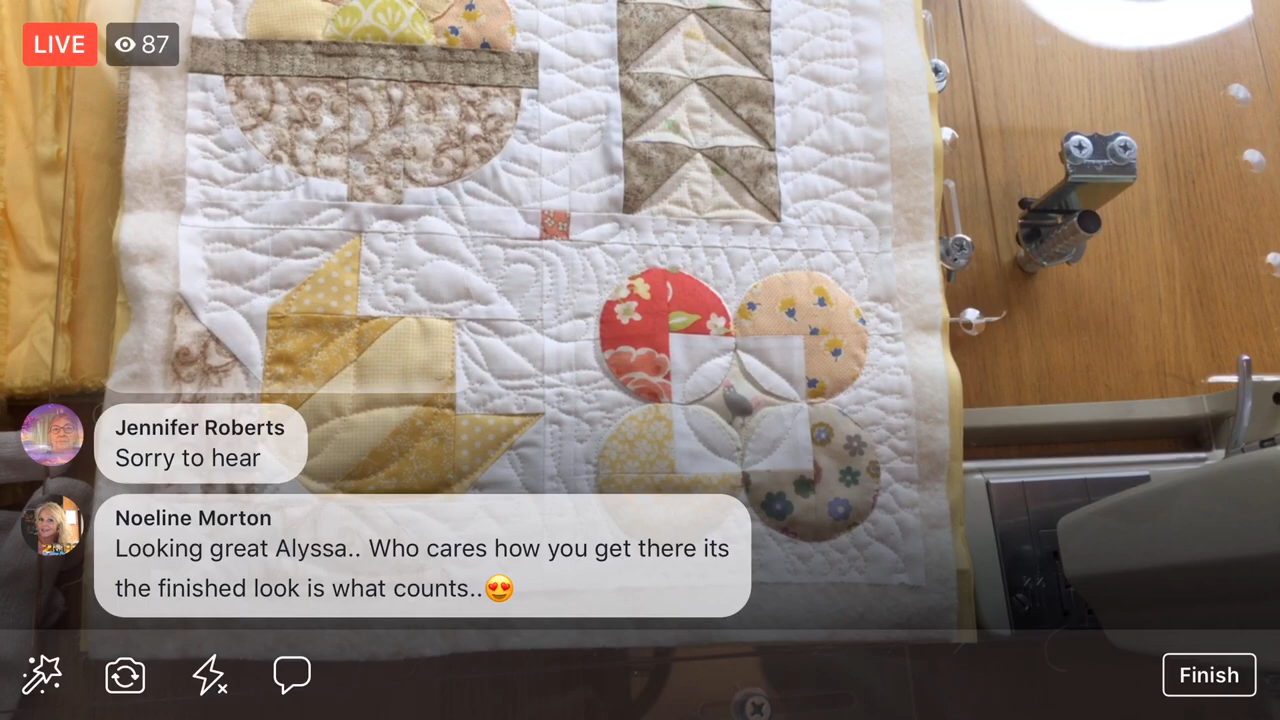 LIVE 87
Jennifer Roberts
Sorry to hear
Noeline Morton
Looking great Alyssa.. Who cares how you get there its
the finished look is what counts..😍
Finish